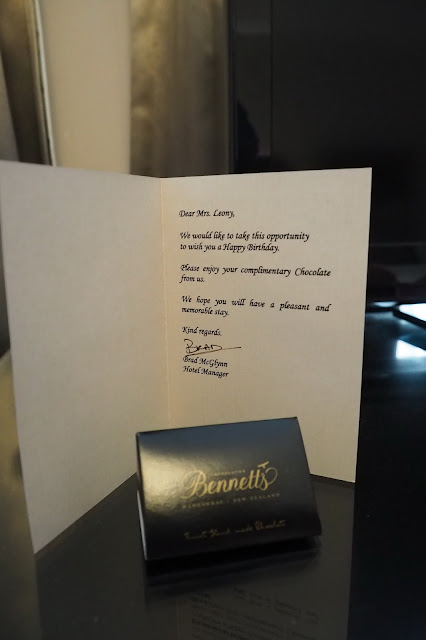 Dear Mrs. Leony,
We would like to take this opportunity
to wish you a Happy Birthday.
Please enjoy your complimentary Chocolate
from us.
We hope you will have a pleasant and
memorable stay.
Kind regards,
BRAD
Brad McGlynn
Hotel Manager
Bennetts
MANGAWHAI · NEW ZEALAND